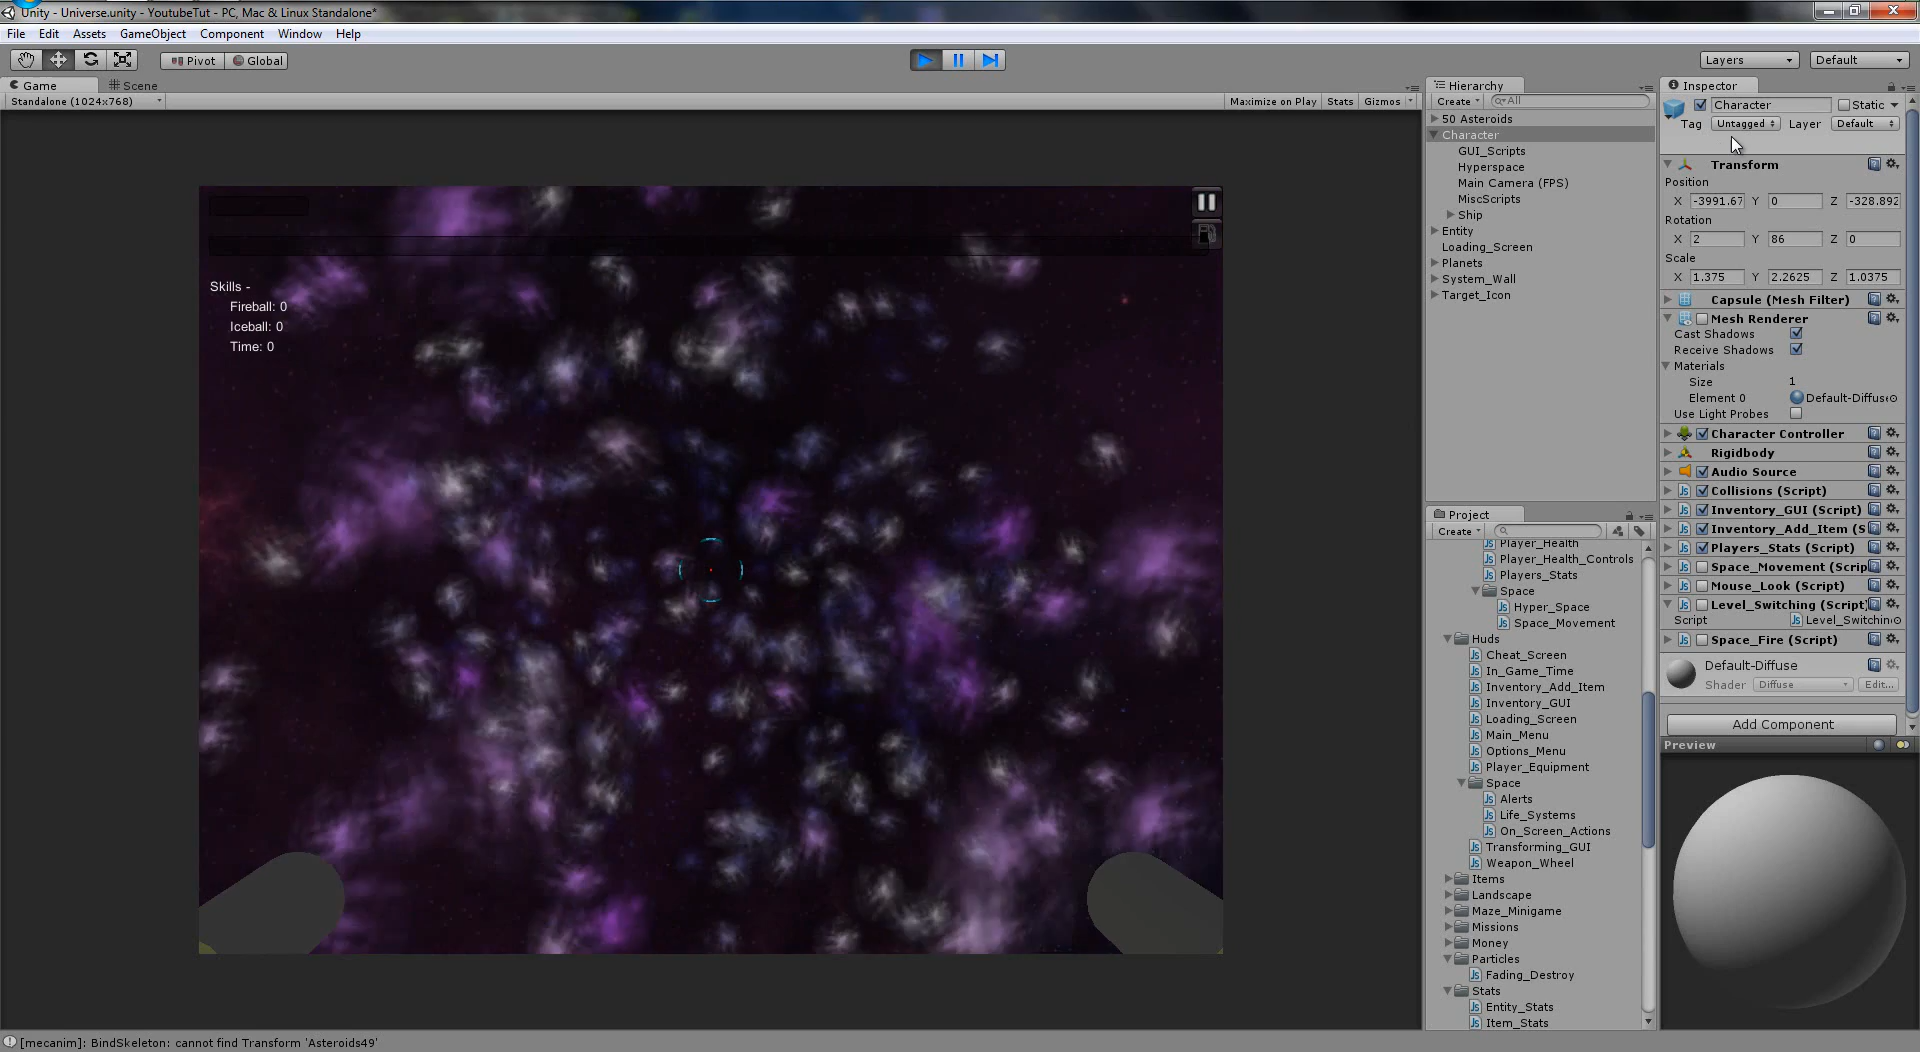 Unity - Universe.unity - YoutubeTut - PC, Mac & Linux Standalone*
File Edit Assets GameObject Component Window Help
Pivot Global Layers Default
Game Scene
Standalone (1024x768) Maximize on Play Stats Gizmos
Skills -
Fireball: 0
Iceball: 0
Time: 0
Hierarchy
Create All
50 Asteroids
Character
GUI_Scripts
Hyperspace
Main Camera (FPS)
MiscScripts
Ship
Entity
Loading_Screen
Planets
System_Wall
Target_Icon
Project
Create
Player_Health
Player_Health_Controls
Players_Stats
Space
Hyper_Space
Space_Movement
Huds
Cheat_Screen
In_Game_Time
Inventory_Add_Item
Inventory_GUI
Loading_Screen
Main_Menu
Options_Menu
Player_Equipment
Space
Alerts
Life_Systems
On_Screen_Actions
Transforming_GUI
Weapon_Wheel
Items
Landscape
Maze_Minigame
Missions
Money
Particles
Fading_Destroy
Stats
Entity_Stats
Item_Stats
Inspector
Character Static
Tag Untagged Layer Default
Transform
Position
X -3991.67 Y 0 Z -328.892
Rotation
X 2 Y 86 Z 0
Scale
X 1.375 Y 2.2625 Z 1.0375
Capsule (Mesh Filter)
Mesh Renderer
Cast Shadows
Receive Shadows
Materials
Size 1
Element 0 Default-Diffuse
Use Light Probes
Character Controller
Rigidbody
Audio Source
Collisions (Script)
Inventory_GUI (Script)
Inventory_Add_Item (S
Players_Stats (Script)
Space_Movement (Scrip
Mouse_Look (Script)
Level_Switching (Script)
Script Level_Switchin
Space_Fire (Script)
Default-Diffuse
Shader Diffuse Edit...
Add Component
Preview
[mecanim]: BindSkeleton: cannot find Transform 'Asteroids49'